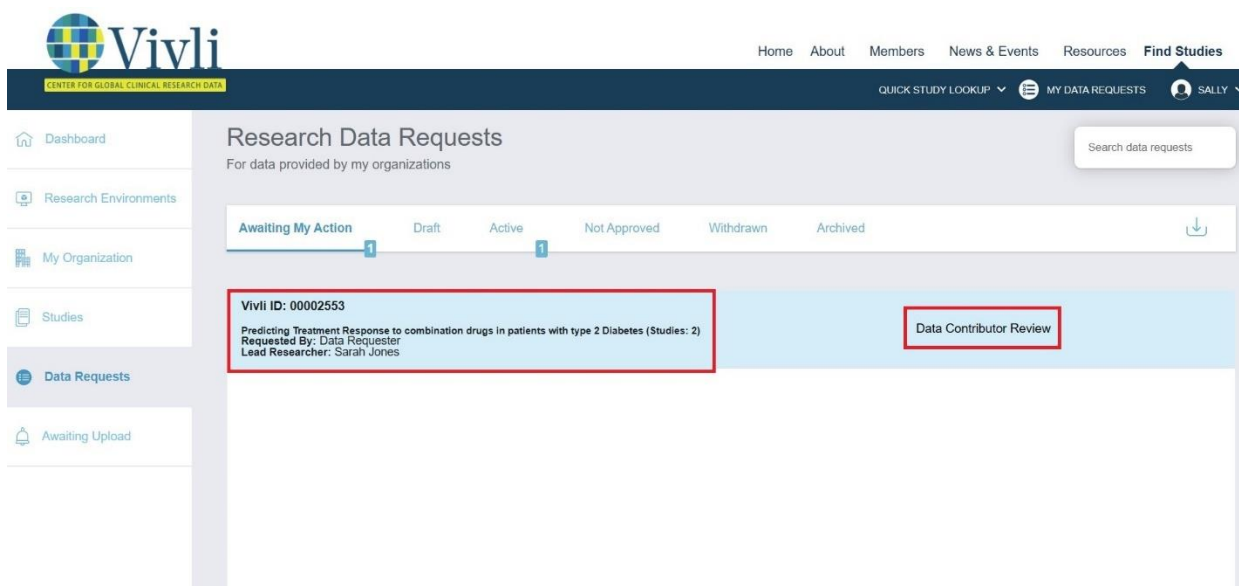 Vivli
CENTER FOR GLOBAL CLINICAL RESEARCH DATA
Home About Members News & Events Resources Find Studies
QUICK STUDY LOOKUP MY DATA REQUESTS SALLY
Dashboard
Research Environments
My Organization
Studies
Data Requests
Awaiting Upload
Research Data Requests
For data provided by my organizations
Search data requests
Awaiting My Action Draft Active Not Approved Withdrawn Archived
1 1
Vivli ID: 00002553
Predicting Treatment Response to combination drugs in patients with type 2 Diabetes (Studies: 2)
Requested By: Data Requester
Lead Researcher: Sarah Jones
Data Contributor Review